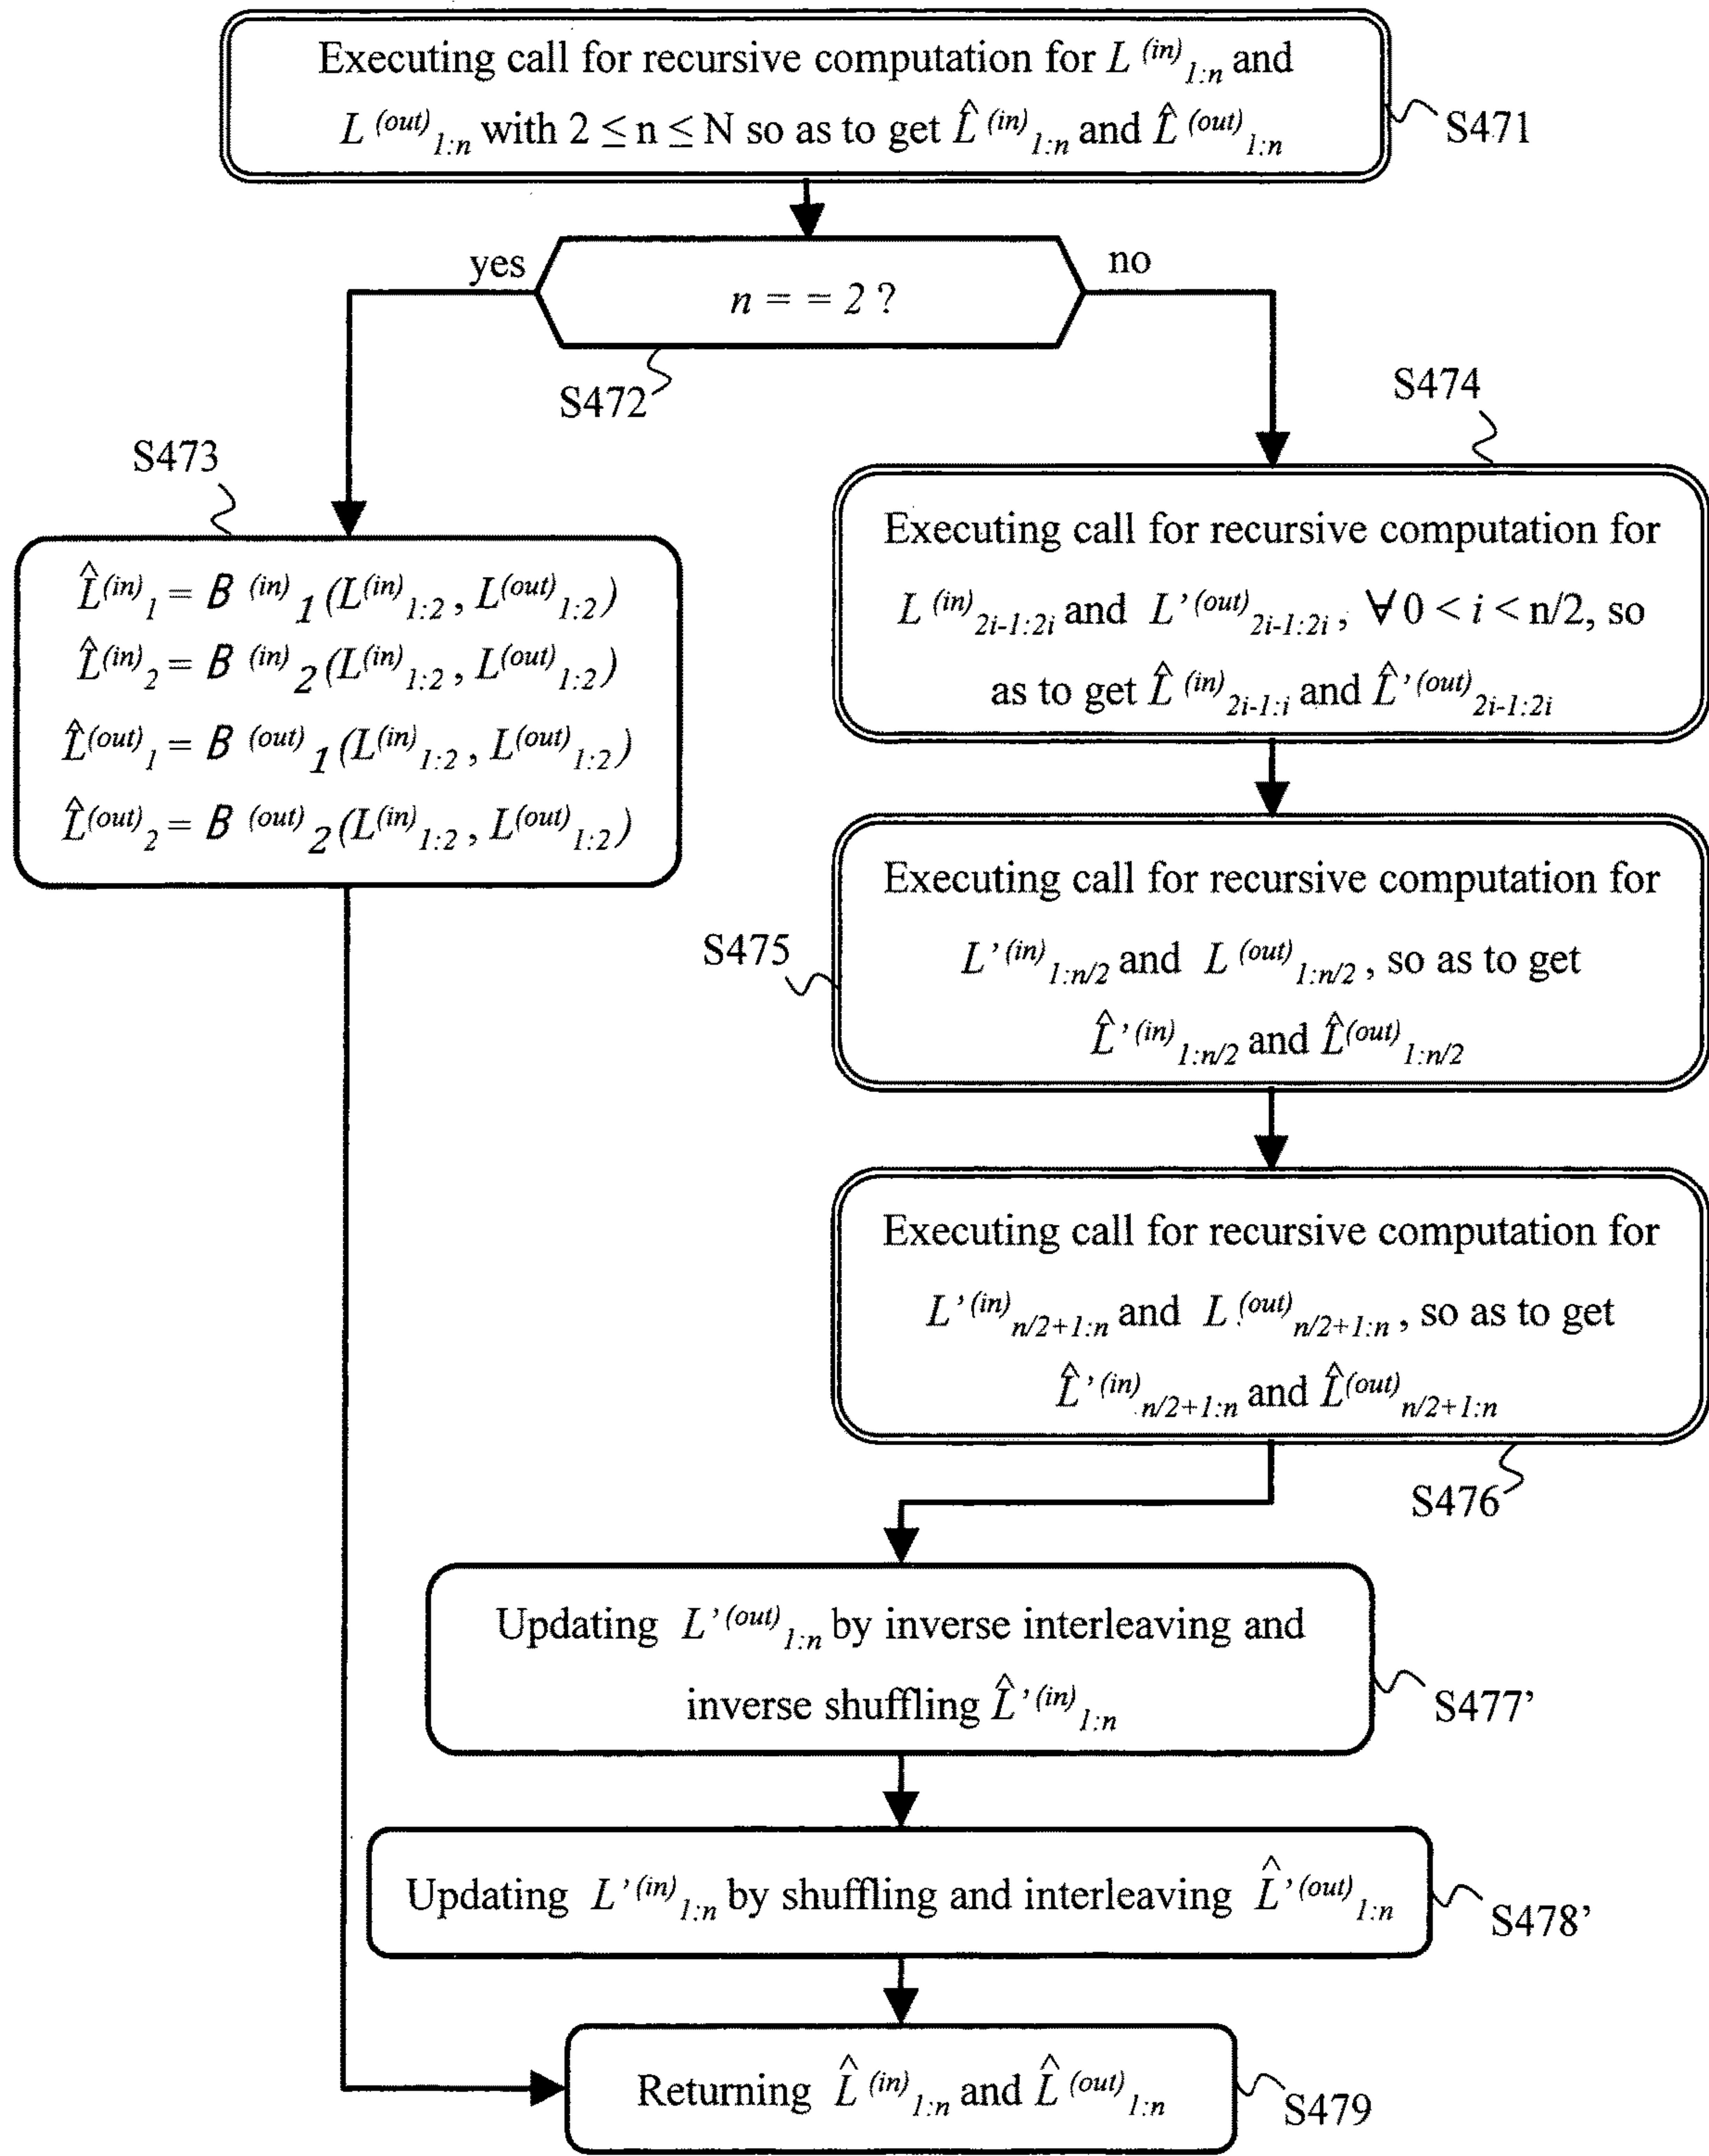 Executing call for recursive computation for L^(in)_1:n and
L^(out)_1:n with 2 ≤ n ≤ N so as to get L̂^(in)_1:n and L̂^(out)_1:n
S471
yes
no
n = = 2 ?
S472
S474
S473
L̂^(in)_1 = B^(in)_1(L^(in)_1:2, L^(out)_1:2)
L̂^(in)_2 = B^(in)_2(L^(in)_1:2, L^(out)_1:2)
L̂^(out)_1 = B^(out)_1(L^(in)_1:2, L^(out)_1:2)
L̂^(out)_2 = B^(out)_2(L^(in)_1:2, L^(out)_1:2)
Executing call for recursive computation for
L^(in)_2i-1:2i and L'^(out)_2i-1:2i, ∀ 0 < i < n/2, so
as to get L̂^(in)_2i-1:i and L̂'^(out)_2i-1:2i
S475
Executing call for recursive computation for
L'^(in)_1:n/2 and L^(out)_1:n/2, so as to get
L̂'^(in)_1:n/2 and L̂^(out)_1:n/2
Executing call for recursive computation for
L'^(in)_n/2+1:n and L^(out)_n/2+1:n, so as to get
L̂'^(in)_n/2+1:n and L̂^(out)_n/2+1:n
S476
Updating L'^(out)_1:n by inverse interleaving and
inverse shuffling L̂'^(in)_1:n
S477'
Updating L'^(in)_1:n by shuffling and interleaving L̂'^(out)_1:n
S478'
Returning L̂^(in)_1:n and L̂^(out)_1:n
S479